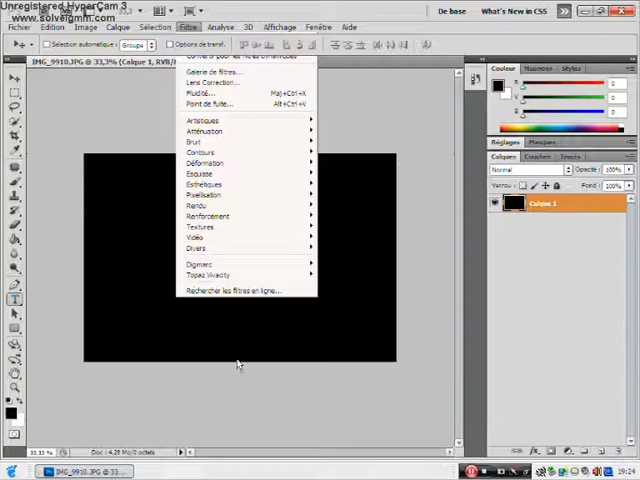 Unregistered HyperCam 3
www.solveigmm.com
33,3
De base
What's New in CS5
Fichier Edition Image Calque Sélection Filtre Analyse 3D Affichage Fenêtre Aide
Sélection automatique : Groupe Options de transf.
IMG_9910.JPG @ 33,3% (Calque 1, RVB/
Galerie de filtres...
Lens Correction...
Fluidité... Maj+Ctrl+X
Point de fuite... Alt+Ctrl+V
Artistiques
Atténuation
Bruit
Contours
Déformation
Esquisse
Esthétiques
Pixellisation
Rendu
Renforcement
Textures
Vidéo
Divers
Digimarc
Topaz Vivacity
Rechercher les filtres en ligne...
Couleur Nuancier Styles
R 0
V 0
B 0
Réglages Masques
Calques Couches Tracés
Normal Opacité : 100%
Verrou : Fond : 100%
Calque 1
33,33 % Doc : 4,29 Mo/0 octets
IMG_9910.JPG @ 33...
19:24